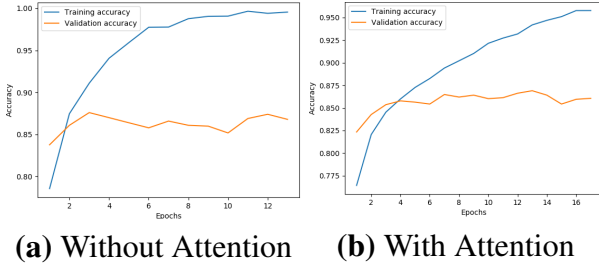 Training accuracy
Validation accuracy
1.00
0.95
0.90
0.85
0.80
Accuracy
2 4 6 8 10 12
Epochs
Training accuracy
Validation accuracy
0.950
0.925
0.900
0.875
0.850
0.825
0.800
0.775
Accuracy
2 4 6 8 10 12 14 16
Epochs
(a) Without Attention
(b) With Attention